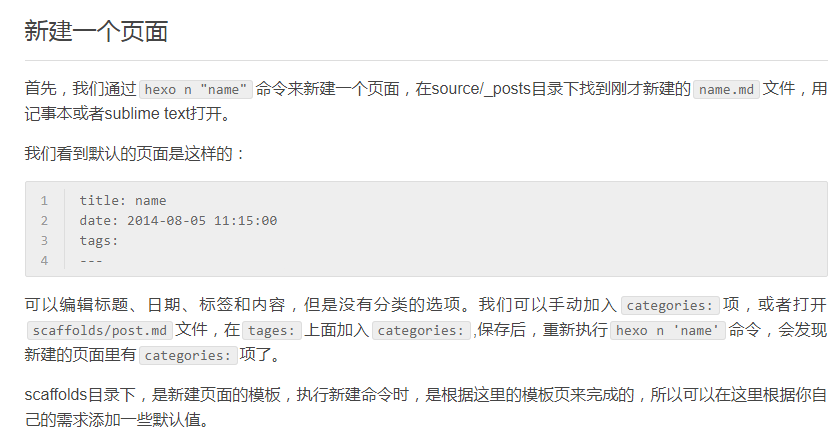 新建一个页面
首先，我们通过 hexo n "name" 命令来新建一个页面，在source/_posts目录下找到刚才新建的 name.md 文件，用
记事本或者sublime text打开。
我们看到默认的页面是这样的：
1 title: name
2 date: 2014-08-05 11:15:00
3 tags:
4 ---
可以编辑标题、日期、标签和内容，但是没有分类的选项。我们可以手动加入 categories: 项，或者打开
scaffolds/post.md 文件，在 tages: 上面加入 categories: ,保存后，重新执行 hexo n 'name' 命令，会发现
新建的页面里有 categories: 项了。
scaffolds目录下，是新建页面的模板，执行新建命令时，是根据这里的模板页来完成的，所以可以在这里根据你自
己的需求添加一些默认值。